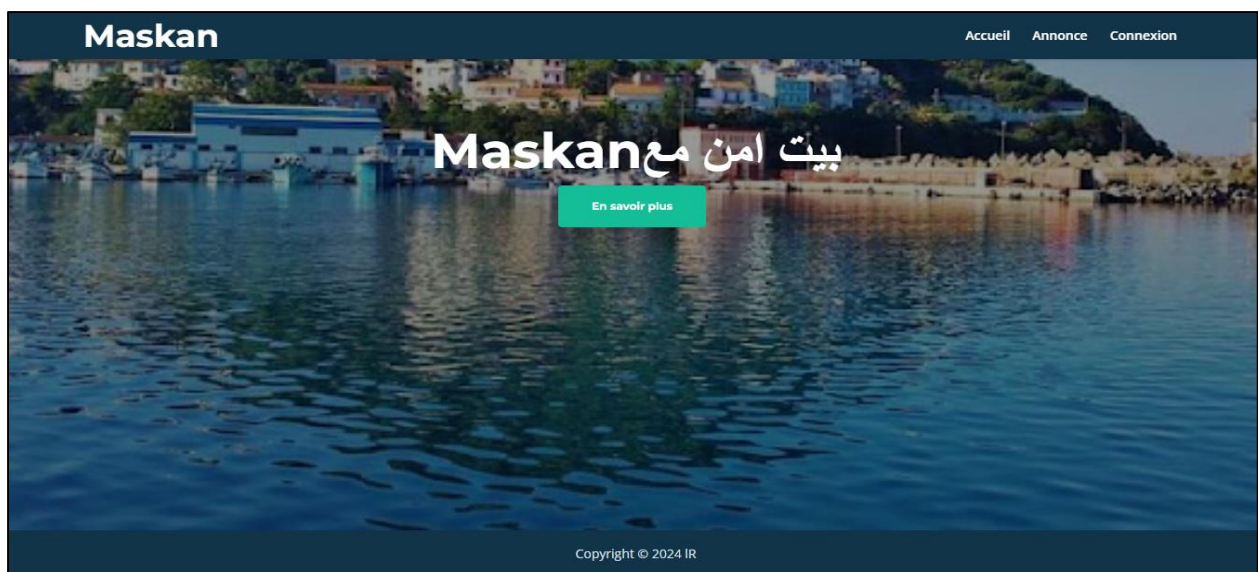 Maskan
Accueil Annonce Connexion
بيت امن معMaskan
En savoir plus
Copyright © 2024 IR